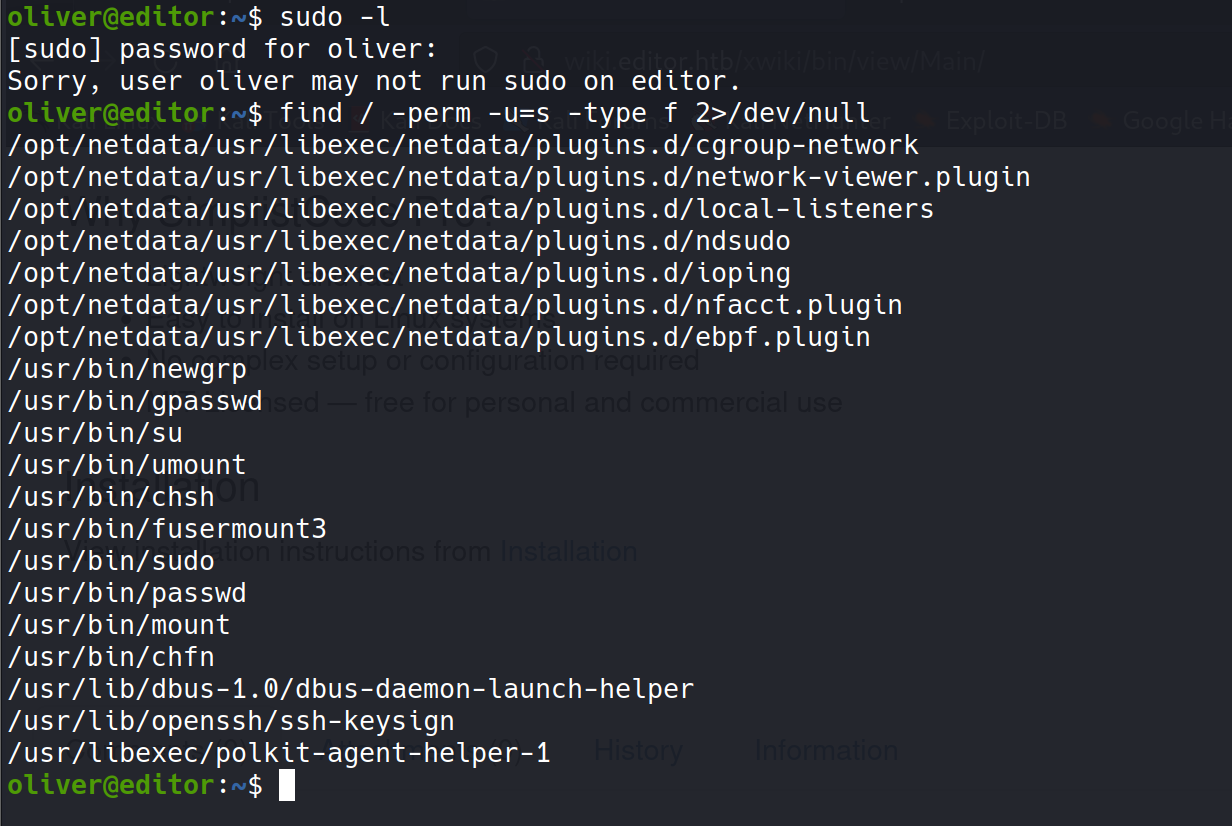 oliver@editor:~$ sudo -l
[sudo] password for oliver:
Sorry, user oliver may not run sudo on editor.
oliver@editor:~$ find / -perm -u=s -type f 2>/dev/null
/opt/netdata/usr/libexec/netdata/plugins.d/cgroup-network
/opt/netdata/usr/libexec/netdata/plugins.d/network-viewer.plugin
/opt/netdata/usr/libexec/netdata/plugins.d/local-listeners
/opt/netdata/usr/libexec/netdata/plugins.d/ndsudo
/opt/netdata/usr/libexec/netdata/plugins.d/ioping
/opt/netdata/usr/libexec/netdata/plugins.d/nfacct.plugin
/opt/netdata/usr/libexec/netdata/plugins.d/ebpf.plugin
/usr/bin/newgrp
/usr/bin/gpasswd
/usr/bin/su
/usr/bin/umount
/usr/bin/chsh
/usr/bin/fusermount3
/usr/bin/sudo
/usr/bin/passwd
/usr/bin/mount
/usr/bin/chfn
/usr/lib/dbus-1.0/dbus-daemon-launch-helper
/usr/lib/openssh/ssh-keysign
/usr/libexec/polkit-agent-helper-1
oliver@editor:~$
wiki.editor.htb/xwiki/bin/view/Main/
Exploit-DB
Google
complex setup or configuration required
— free for personal and commercial use
Installation
installation instructions from Installation
History
Information